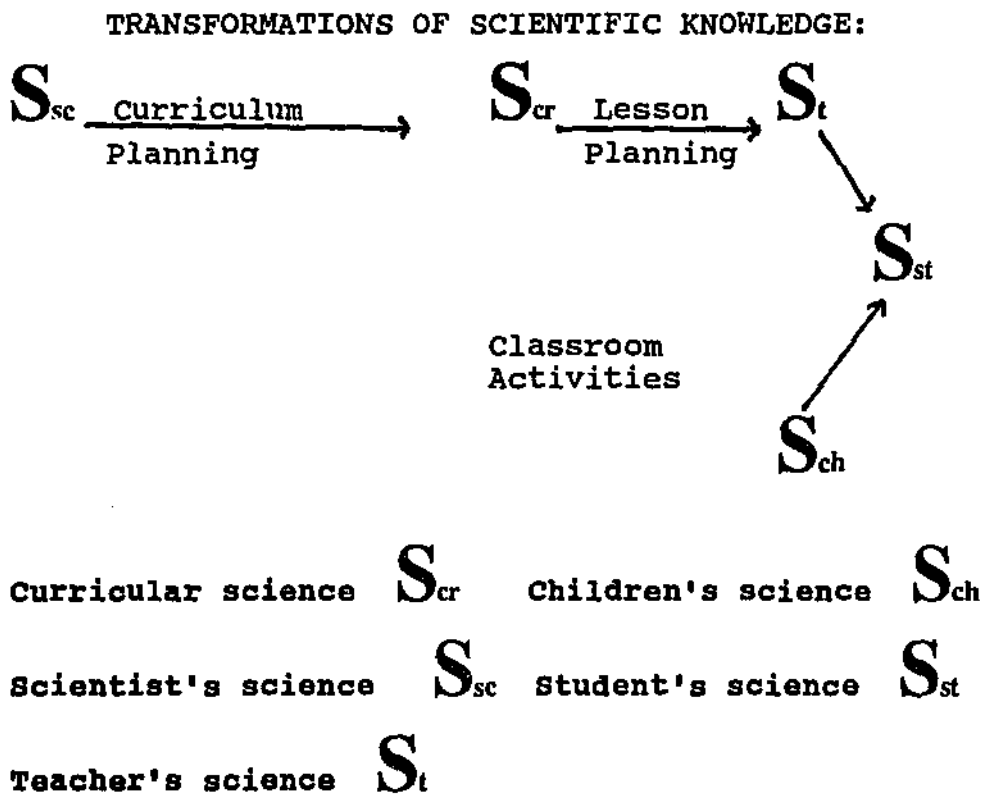 TRANSFORMATIONS OF SCIENTIFIC KNOWLEDGE:
Ssc Curriculum Planning Scr Lesson Planning St
Sst
Classroom
Activities
Sch
Curricular science Scr Children's science Sch
Scientist's science Ssc Student's science Sst
Teacher's science St